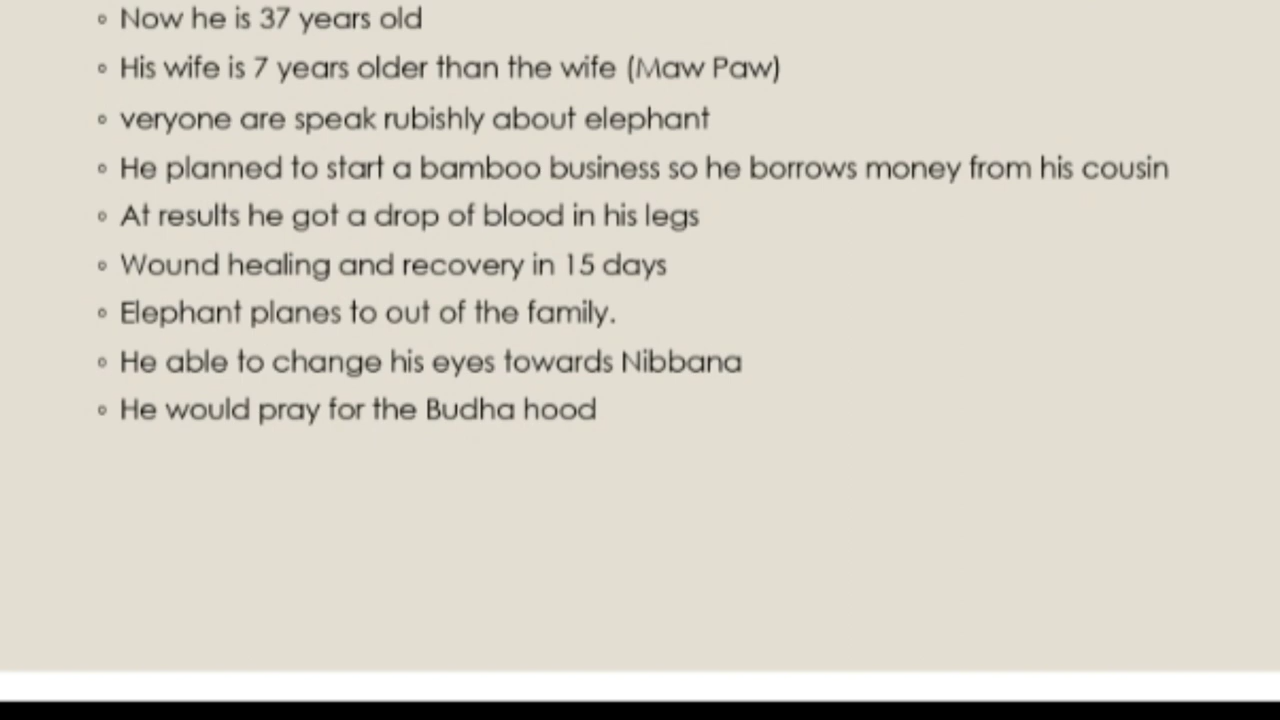 ◦ Now he is 37 years old
◦ His wife is 7 years older than the wife (Maw Paw)
◦ veryone are speak rubishly about elephant
◦ He planned to start a bamboo business so he borrows money from his cousin
◦ At results he got a drop of blood in his legs
◦ Wound healing and recovery in 15 days
◦ Elephant planes to out of the family.
◦ He able to change his eyes towards Nibbana
◦ He would pray for the Budha hood